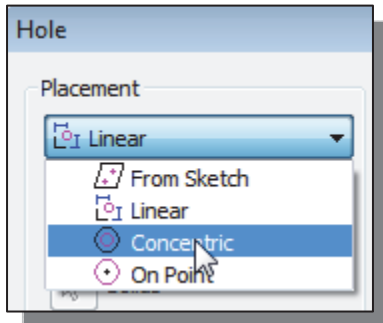 Hole
Placement
Linear
From Sketch
Linear
Concentric
On Point